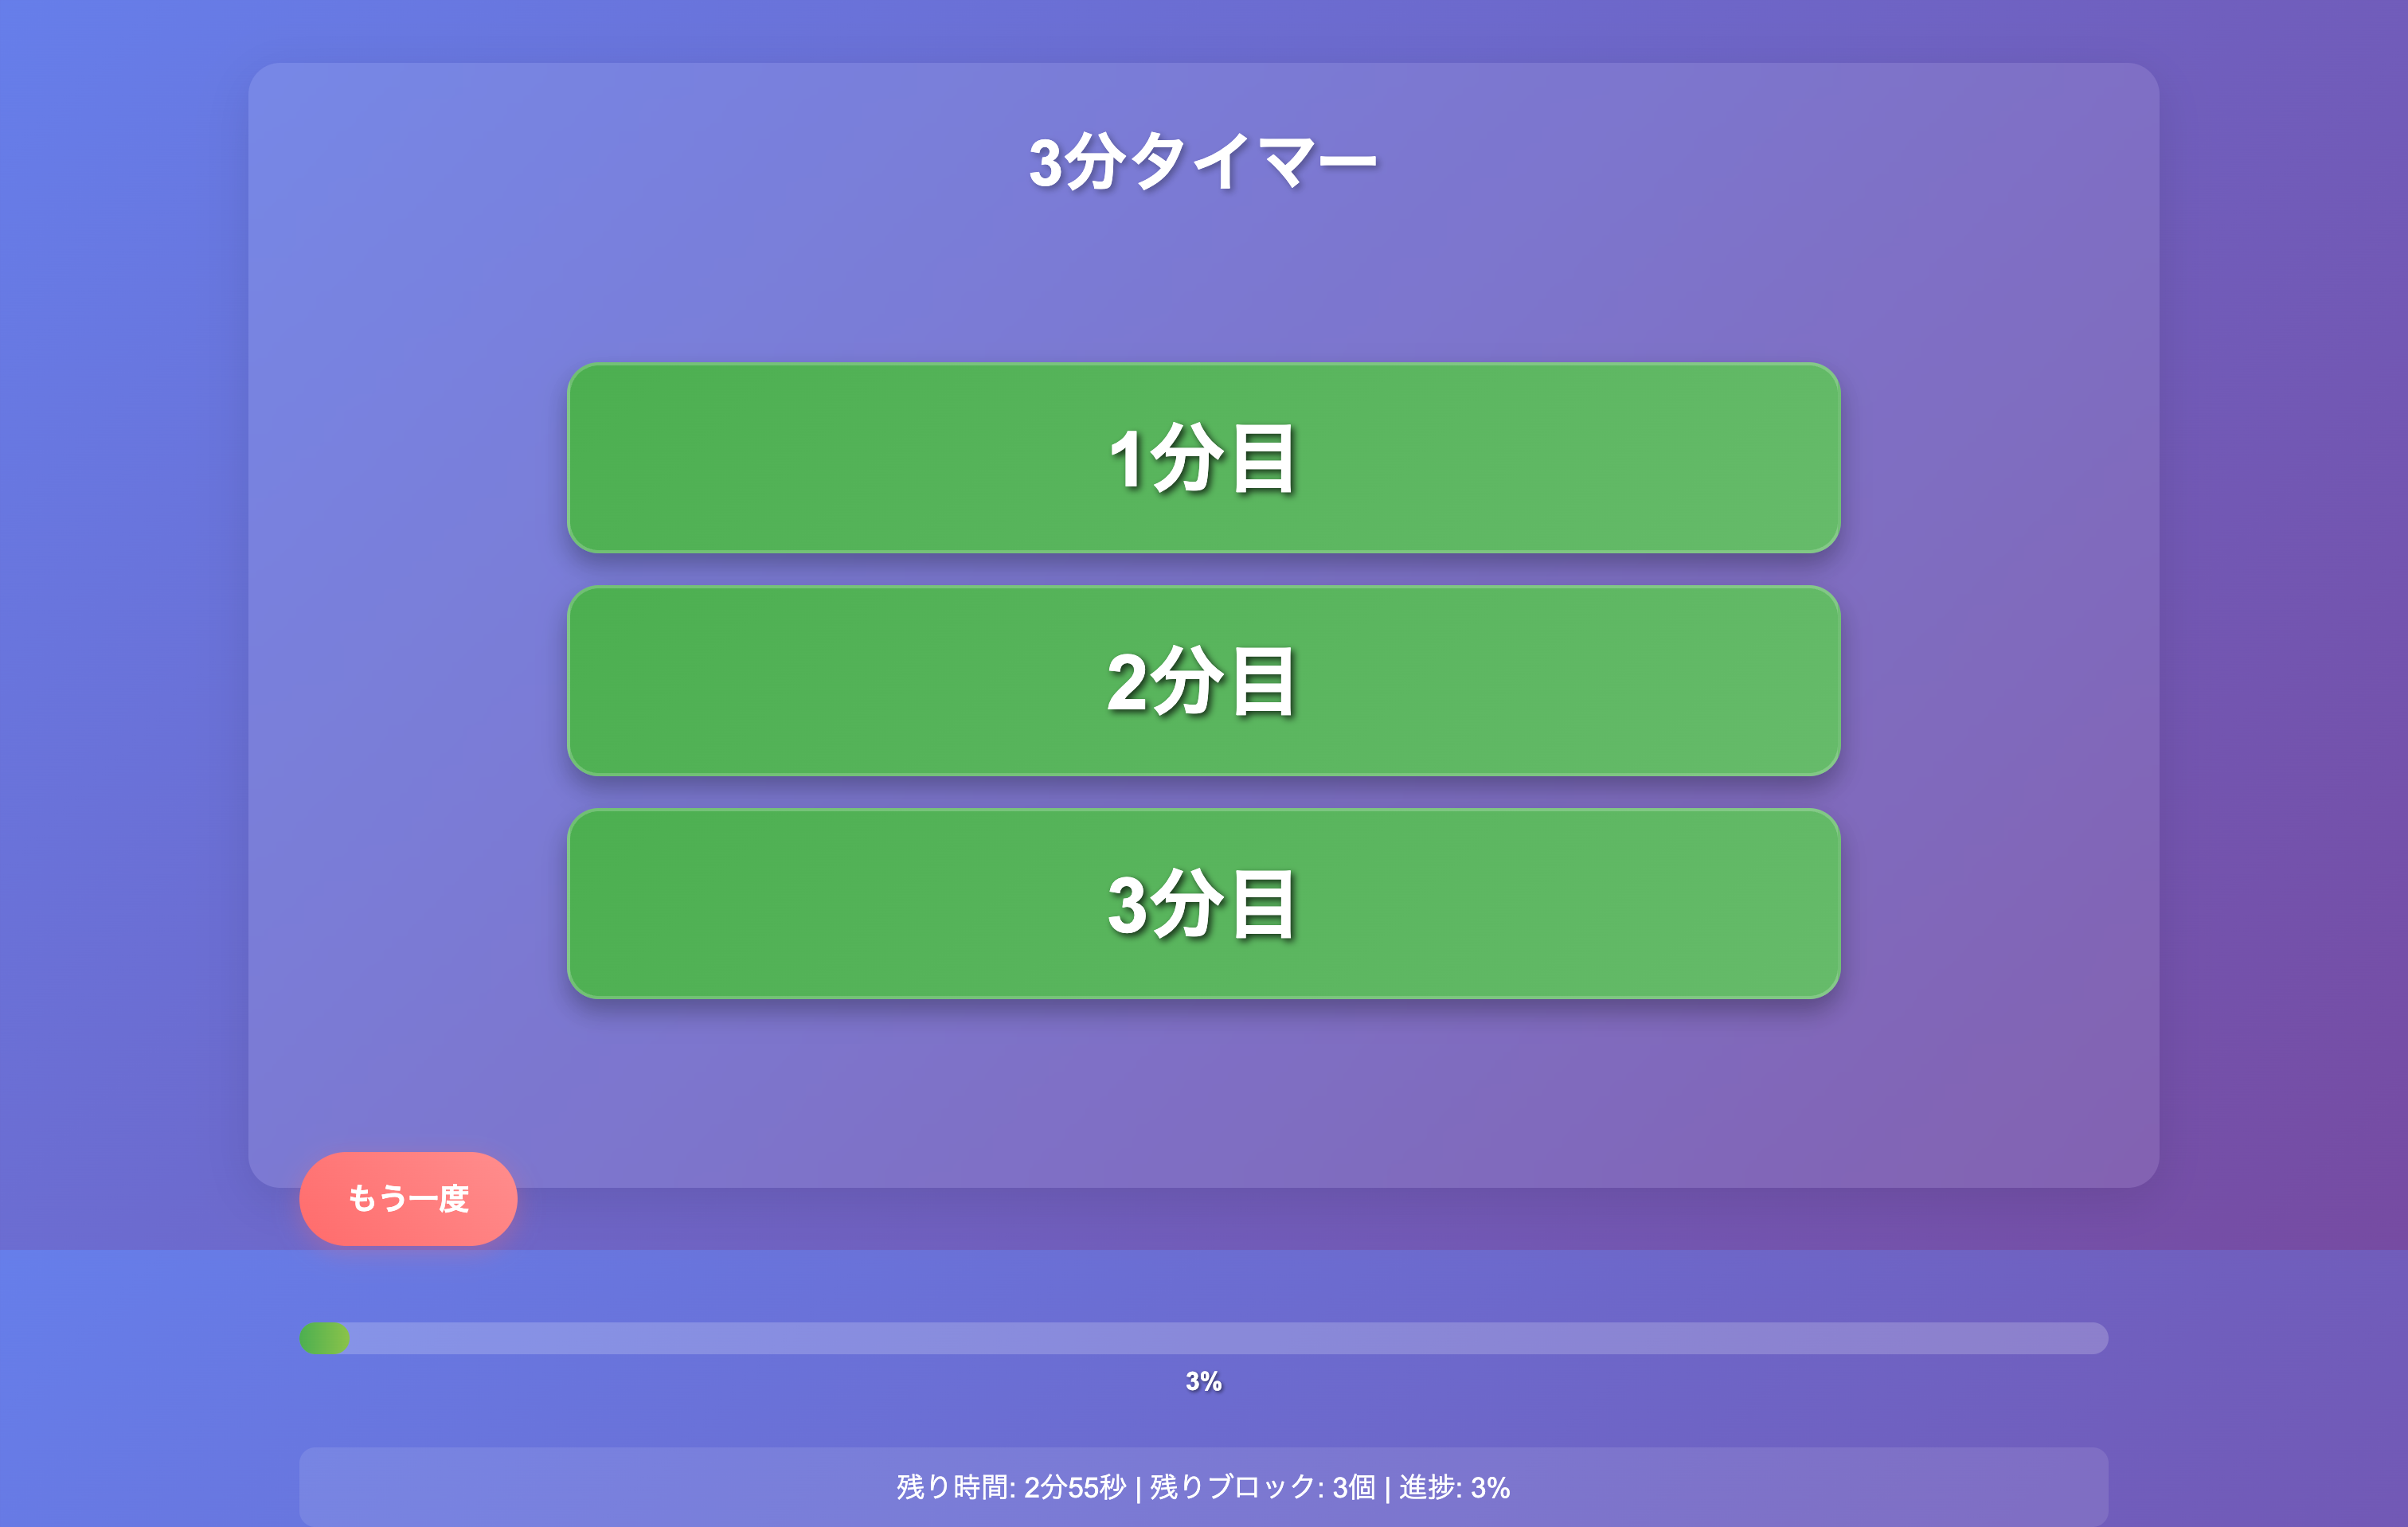 3分タイマー
1分目
2分目
3分目
もう一度
3%
残り時間: 2分55秒 | 残りブロック: 3個 | 進捗: 3%